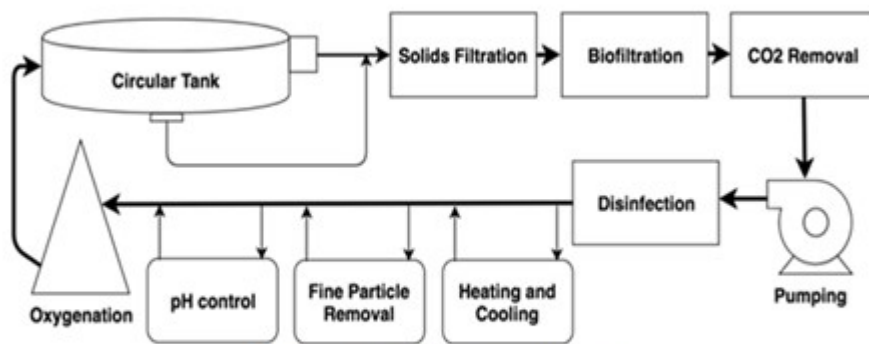 Circular Tank
Solids Filtration
Biofiltration
CO2 Removal
Disinfection
Pumping
Oxygenation
pH control
Fine Particle
Removal
Heating and
Cooling